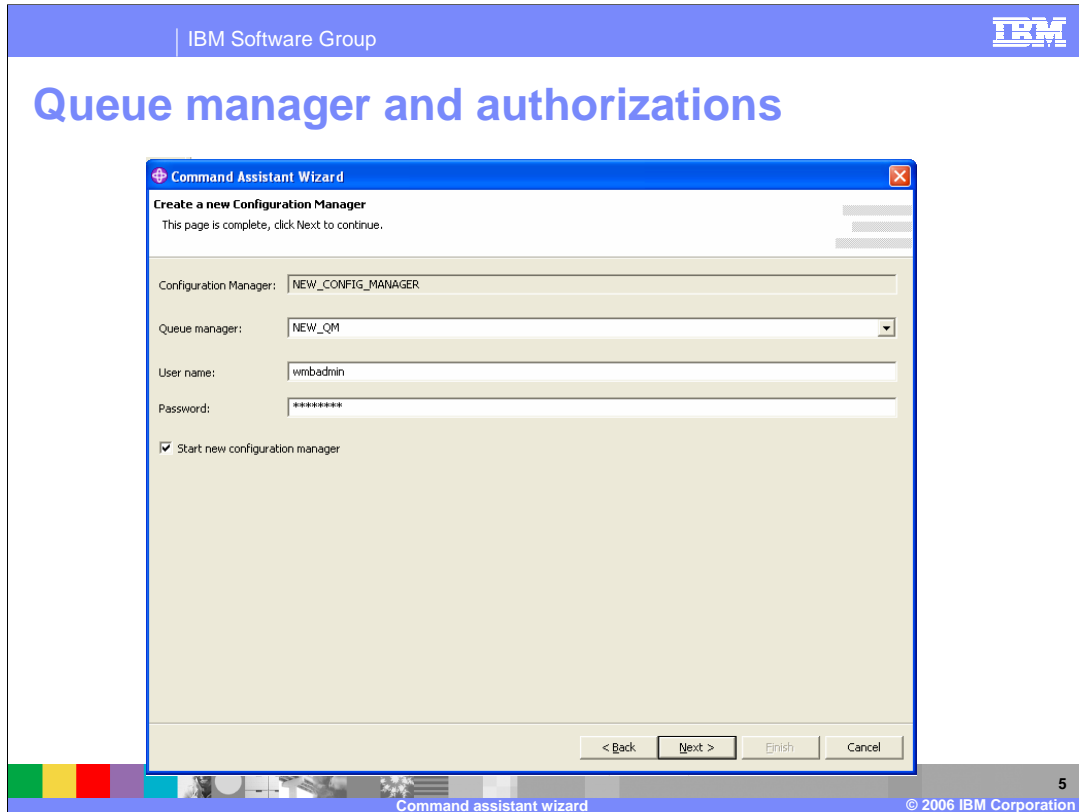 IBM Software Group
IBM
Queue manager and authorizations
Command Assistant Wizard
Create a new Configuration Manager
This page is complete, click Next to continue.
Configuration Manager: NEW_CONFIG_MANAGER
Queue manager: NEW_QM
User name: wmbadmin
Password: ********
Start new configuration manager
< Back Next > Finish Cancel
5
Command assistant wizard © 2006 IBM Corporation